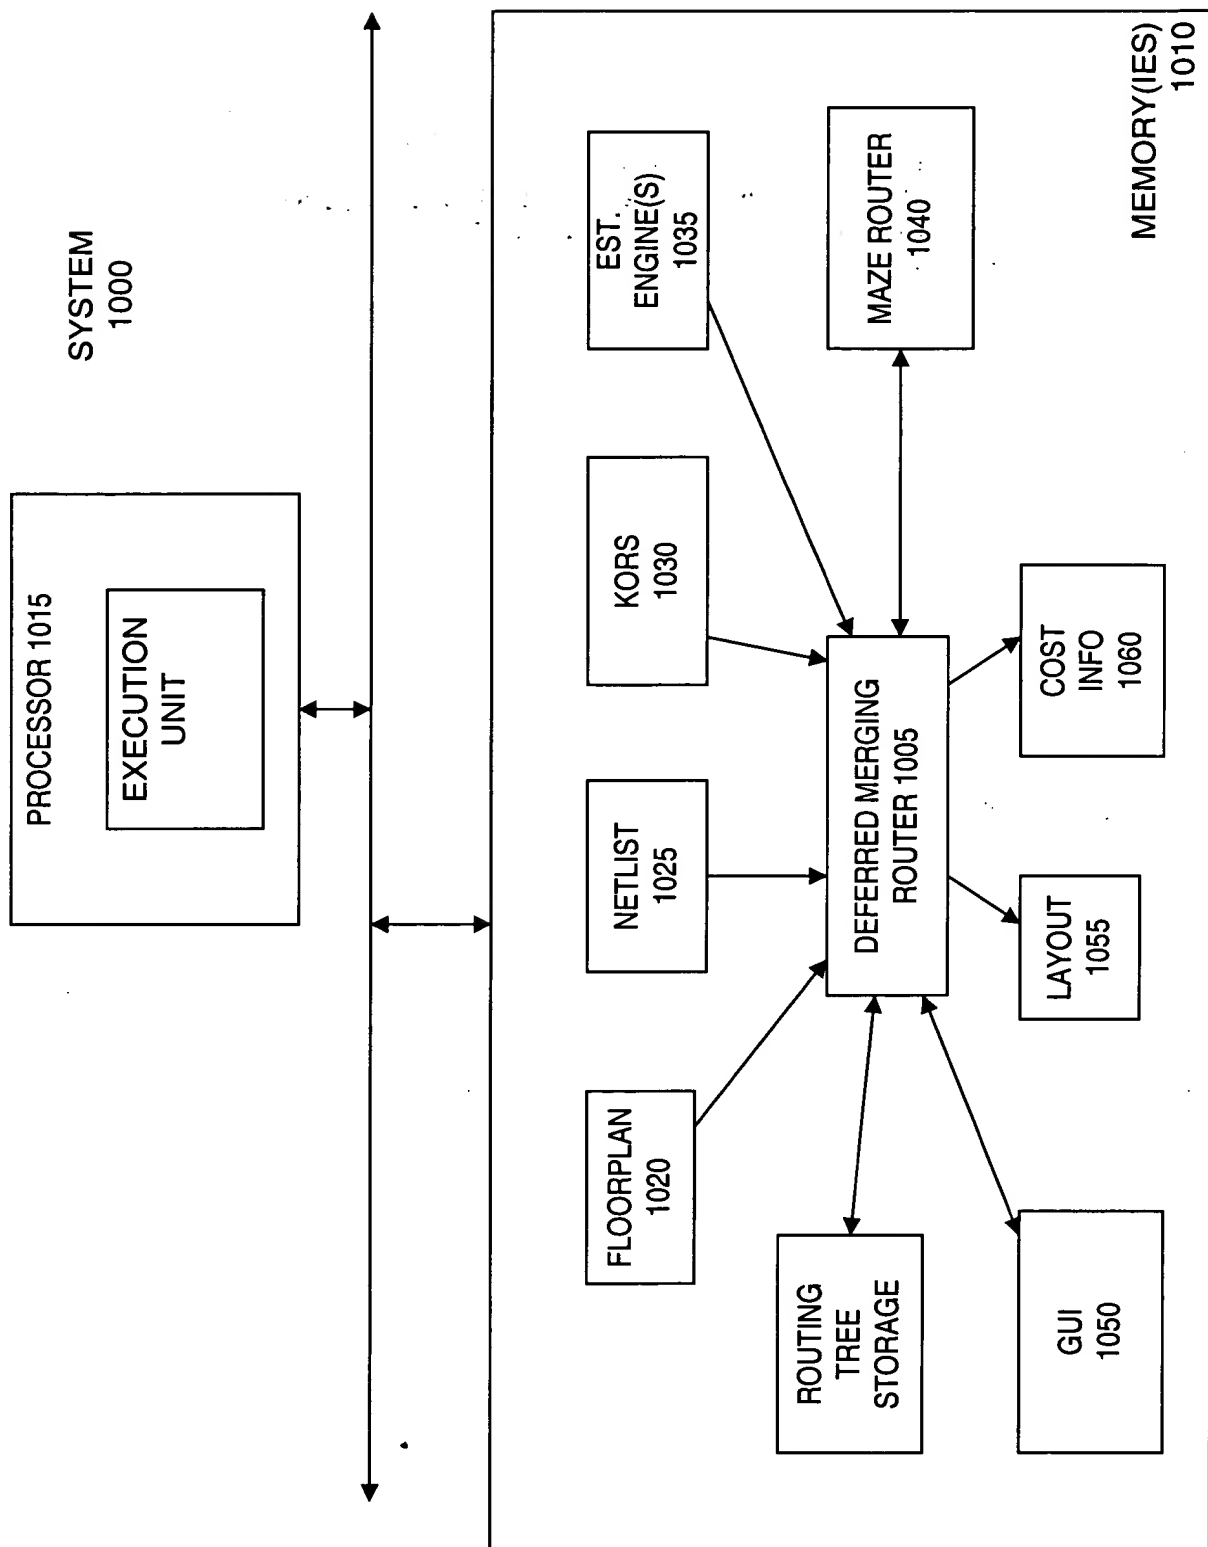 SYSTEM
1000
PROCESSOR 1015
EXECUTION
UNIT
FLOORPLAN
1020
NETLIST
1025
KORS
1030
EST.
ENGINE(S)
1035
ROUTING
TREE
STORAGE
DEFERRED MERGING
ROUTER 1005
MAZE ROUTER
1040
GUI
1050
LAYOUT
1055
COST
INFO
1060
MEMORY(IES)
1010